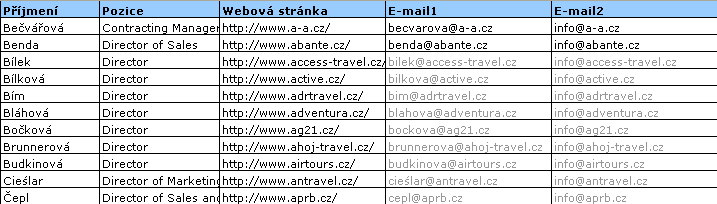 Příjmení Pozice Webová stránka E-mail1 E-mail2
Bečvářová Contracting Manager http://www.a-a.cz/ becvarova@a-a.cz info@a-a.cz
Benda Director of Sales http://www.abante.cz/ benda@abante.cz info@abante.cz
Bílek Director http://www.access-travel.cz/ bilek@access-travel.cz info@access-travel.cz
Bílková Director http://www.active.cz/ bilkova@active.cz info@active.cz
Bím Director http://www.adrtravel.cz/ bim@adrtravel.cz info@adrtravel.cz
Bláhová Director http://www.adventura.cz/ blahova@adventura.cz info@adventura.cz
Bočková Director http://www.ag21.cz/ bockova@ag21.cz info@ag21.cz
Brunnerová Director http://www.ahoj-travel.cz/ brunnerova@ahoj-travel.cz info@ahoj-travel.cz
Budkinová Director http://www.airtours.cz/ budkinova@airtours.cz info@airtours.cz
Cieślar Director of Marketing http://www.antravel.cz/ cieślar@antravel.cz info@antravel.cz
Čepl Director of Sales and http://www.aprb.cz/ cepl@aprb.cz info@aprb.cz